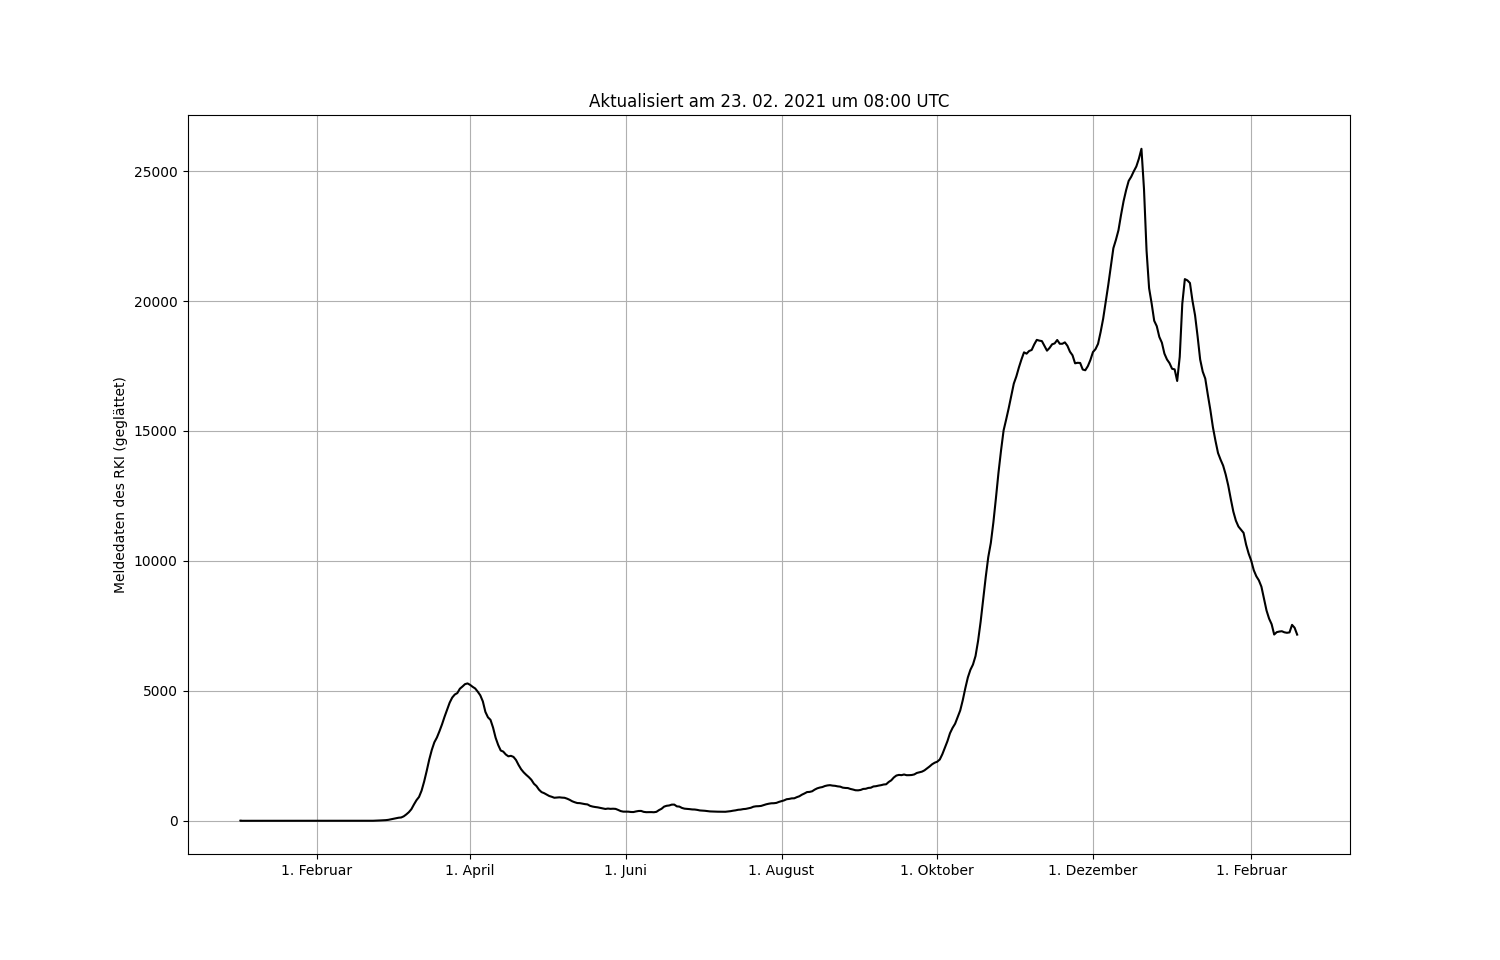 Aktualisiert am 23. 02. 2021 um 08:00 UTC
Meldedaten des RKI (geglättet)
25000
20000
15000
10000
5000
0
1. Februar
1. April
1. Juni
1. August
1. Oktober
1. Dezember
1. Februar